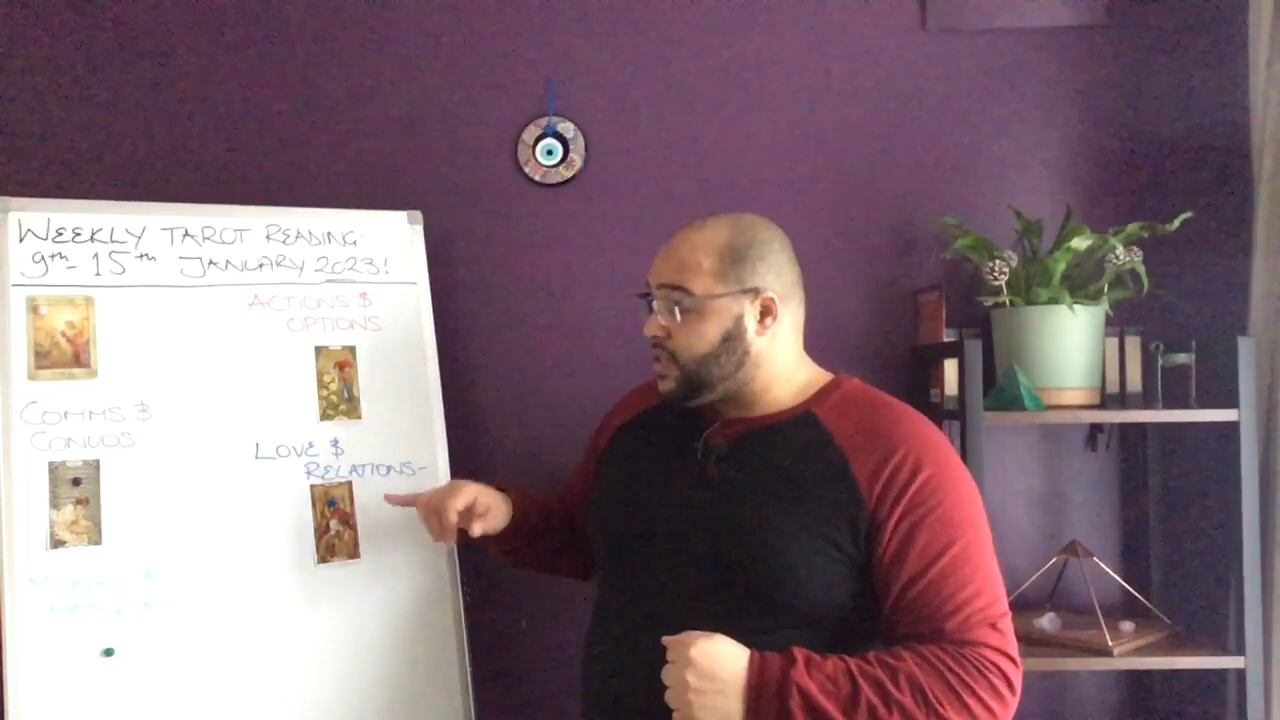 WEEKLY TAROT READING:
9th - 15th JANUARY 2023!
ACTIONS &
OPTIONS
COMMS &
CONVOS
LOVE &
RELATIONS-